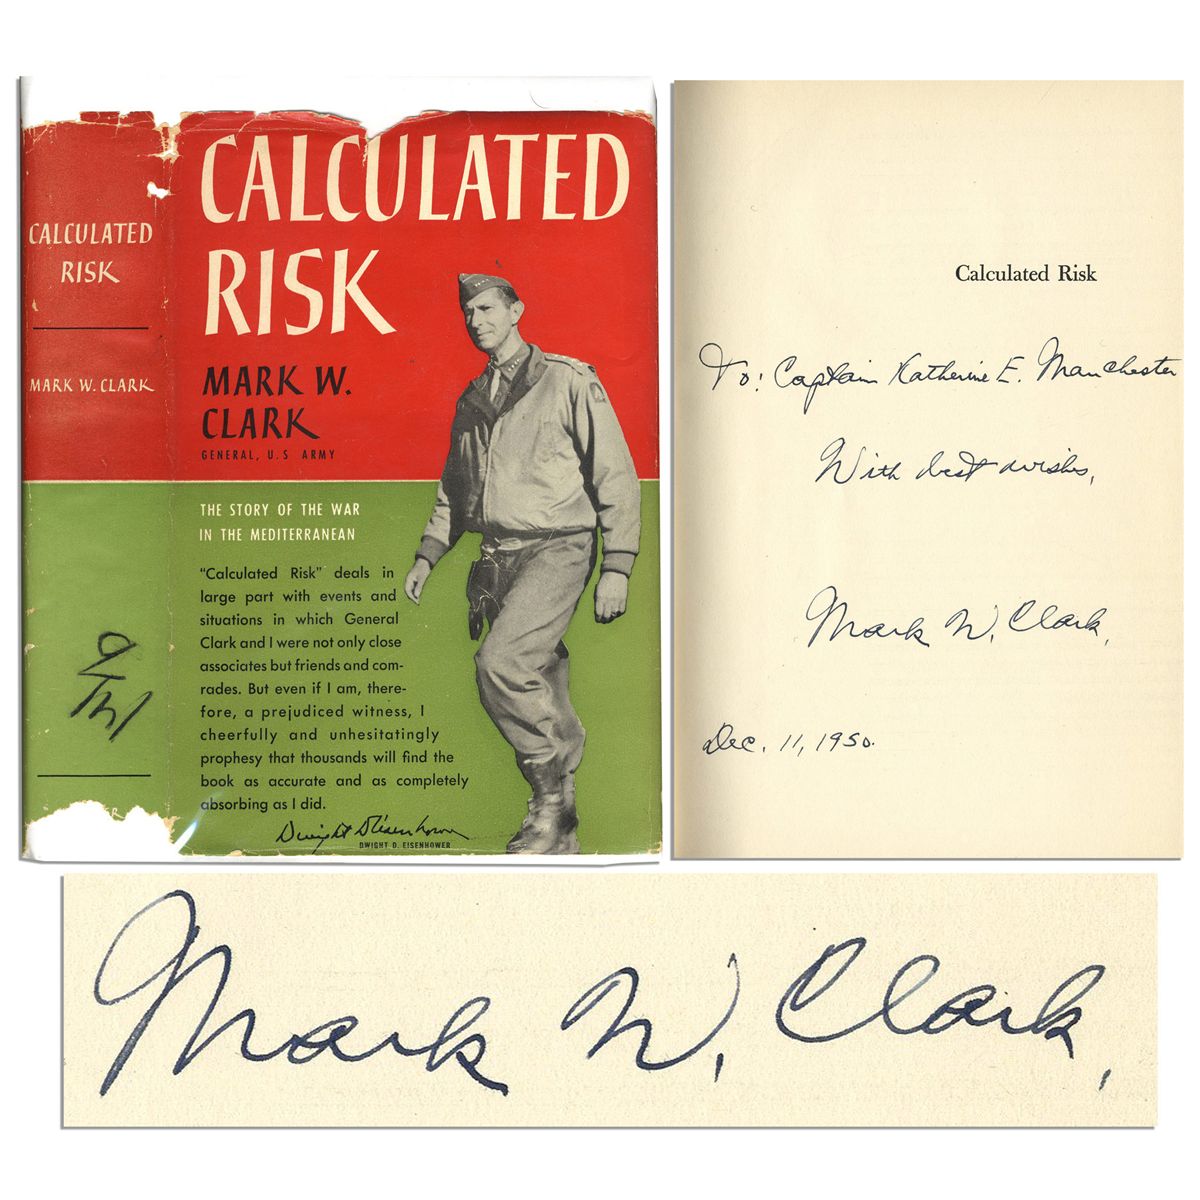 CALCULATED
RISK
MARK W. CLARK
CALCULATED
RISK
MARK W.
CLARK
GENERAL, U.S ARMY
THE STORY OF THE WAR
IN THE MEDITERRANEAN
"Calculated Risk" deals in
large part with events and
situations in which General
Clark and I were not only close
associates but friends and com-
rades. But even if I am, there-
fore, a prejudiced witness, I
cheerfully and unhesitatingly
prophesy that thousands will find the
book as accurate and as completely
absorbing as I did.
Dwight D Eisenhower
DWIGHT D. EISENHOWER
Calculated Risk
To: Captain Katherine E. Manchester
With best wishes,
Mark W. Clark.
Dec. 11, 1950.
Mark W. Clark,